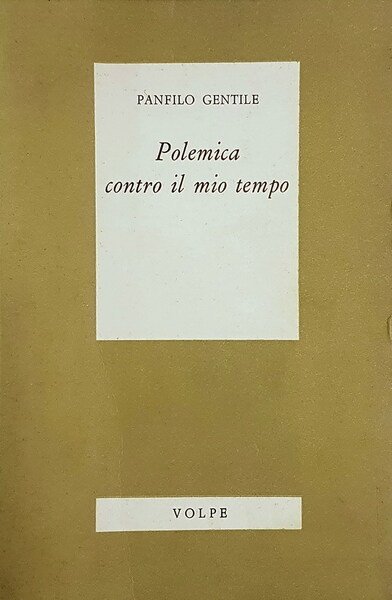 PANFILO GENTILE
Polemica
contro il mio tempo
VOLPE